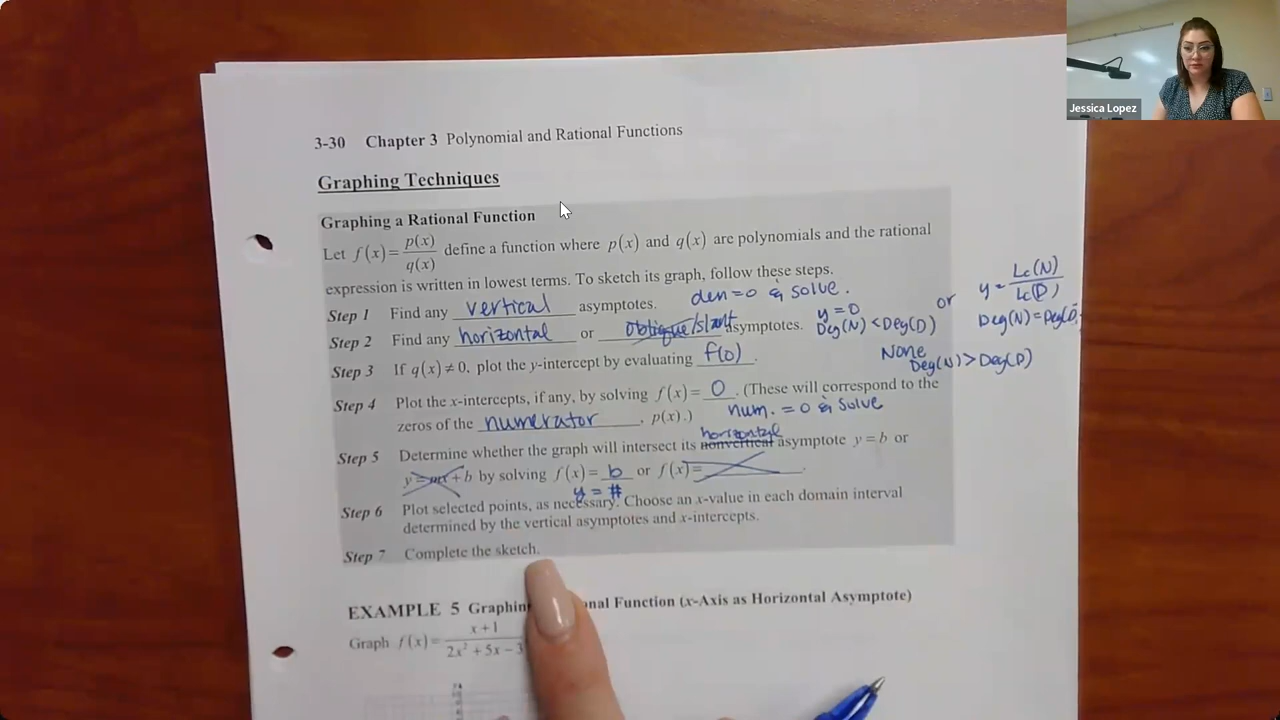 Jessica Lopez
3-30 Chapter 3 Polynomial and Rational Functions
Graphing Techniques
Graphing a Rational Function
Let f(x)= p(x)/q(x) define a function where p(x) and q(x) are polynomials and the rational
expression is written in lowest terms. To sketch its graph, follow these steps.
Step 1 Find any vertical asymptotes. den=0 & solve.
Step 2 Find any horizontal or oblique/slant asymptotes. y=0
Deg(N) < Deg(D)
or y = Lc(N)/Lc(D)
Deg(N)=Deg(D)
None
Deg(N) > Deg(D)
Step 3 If q(x) ≠ 0, plot the y-intercept by evaluating f(0).
Step 4 Plot the x-intercepts, if any, by solving f(x)= 0. (These will correspond to the
zeros of the numerator, p(x).) num. = 0 & solve
horizontal
Step 5 Determine whether the graph will intersect its nonvertical asymptote y = b or
y = mx + b by solving f(x)= b or f(x)=
y = #
Step 6 Plot selected points, as necessary. Choose an x-value in each domain interval
determined by the vertical asymptotes and x-intercepts.
Step 7 Complete the sketch.
EXAMPLE 5 Graphin nal Function (x-Axis as Horizontal Asymptote)
Graph f(x)= x+1/2x² + 5x − 3